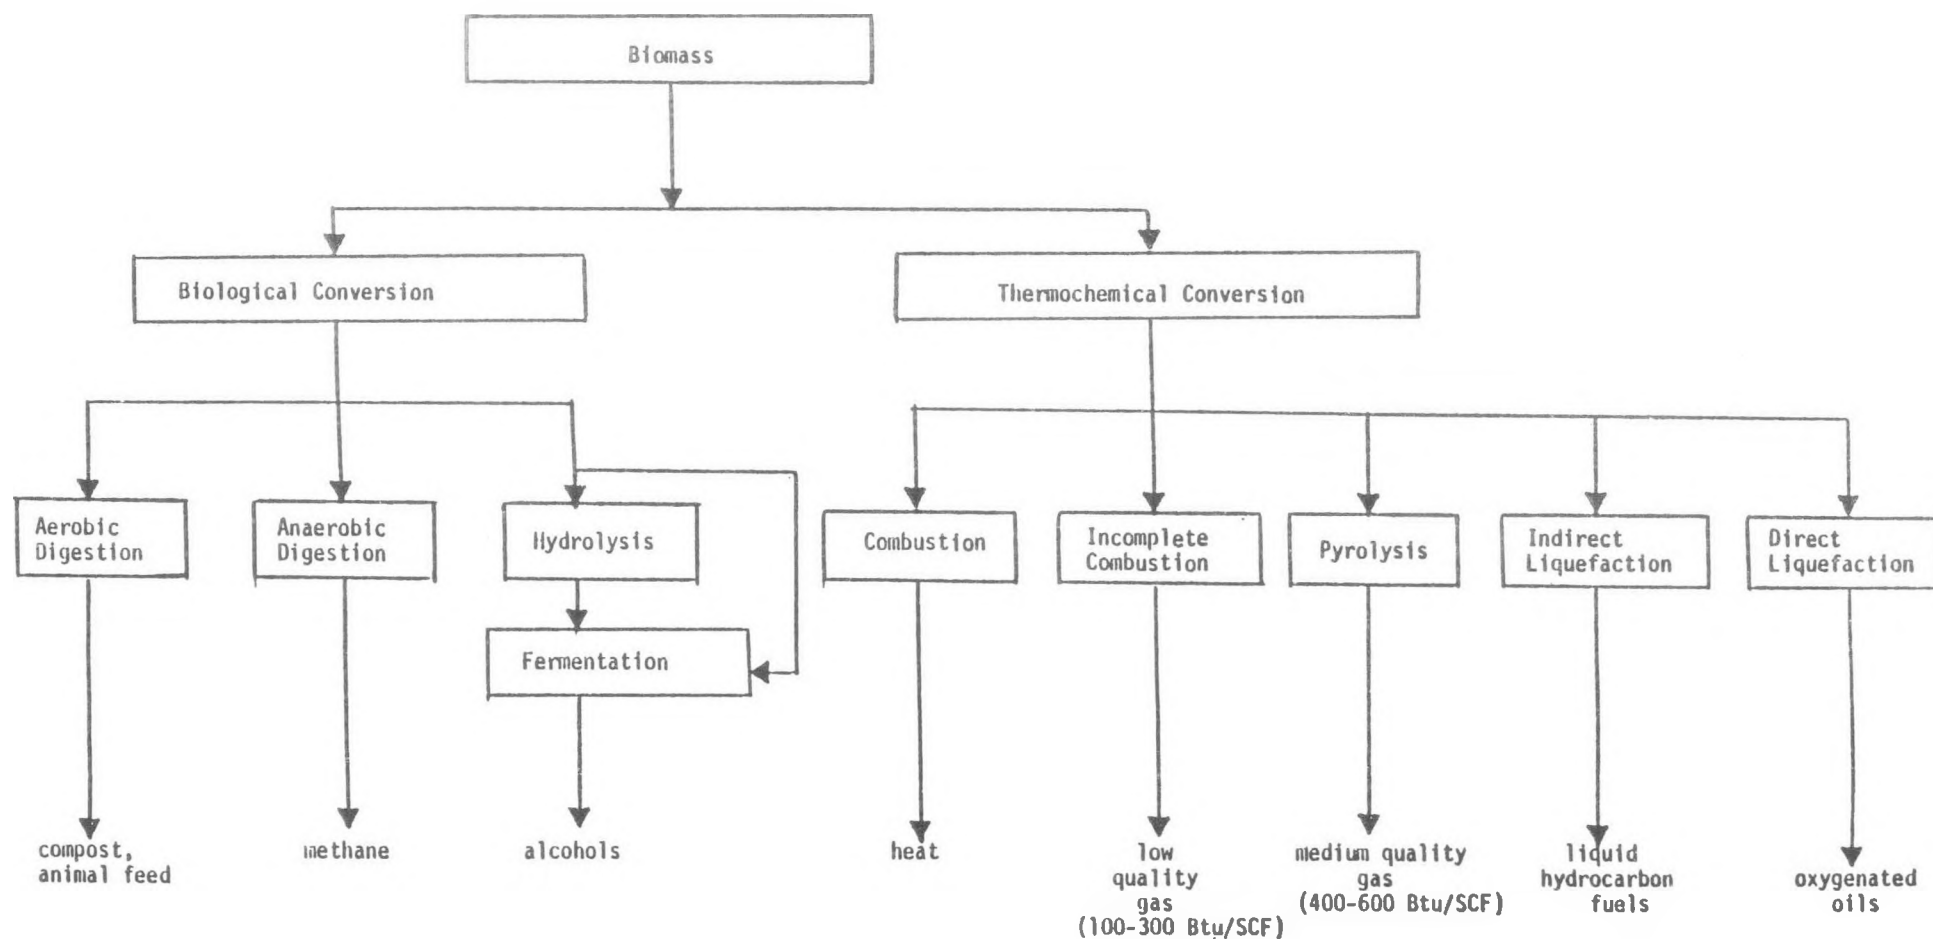 Biomass
Biological Conversion
Thermochemical Conversion
Aerobic
Digestion
Anaerobic
Digestion
Hydrolysis
Combustion
Incomplete
Combustion
Pyrolysis
Indirect
Liquefaction
Direct
Liquefaction
Fermentation
compost,
animal feed
methane
alcohols
heat
low
quality
gas
(100-300 Btu/SCF)
medium quality
gas
(400-600 Btu/SCF)
liquid
hydrocarbon
fuels
oxygenated
oils